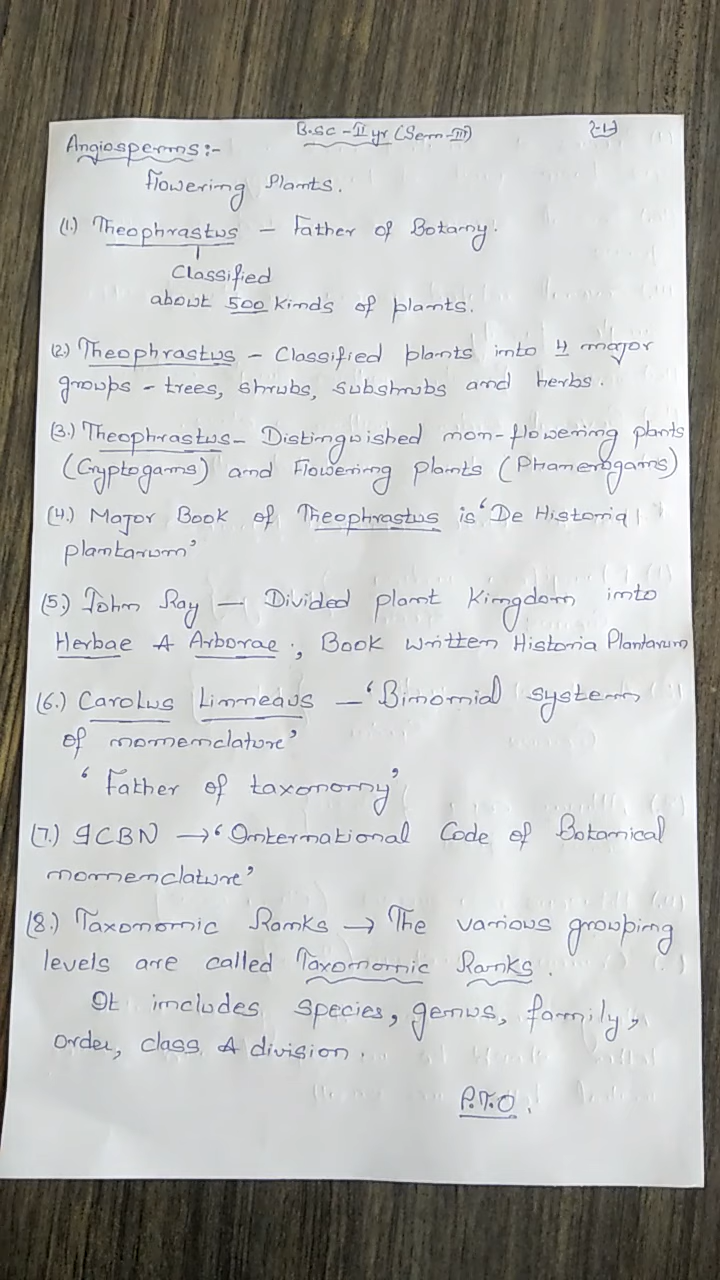 B.sc - II yr (Sem-III)
Angiosperms :-
Flowering Plants.
(1.) Theophrastus - Father of Botany.
Classified
about 500 kinds of plants.
(2.) Theophrastus - Classified plants into 4 major
groups - trees, shrubs, subshrubs and herbs.
(3.) Theophrastus - Distinguished non-flowering plants
(Cryptogams) and Flowering plants (Phanerogams)
(4.) Major Book of Theophrastus is 'De Historia
plantarum'
(5.) John Ray - Divided plant Kingdom into
Herbae & Arborae ; Book written Historia Plantarum
(6.) Carolus Linneaus - 'Binomial system
of nomenclature'
'Father of taxonomy'
(7.) ICBN → 'International Code of Botanical
nomenclature'
(8.) Taxonomic Ranks → The various grouping
levels are called Taxonomic Ranks.
It includes species, genus, family,
order, class & division.
P.T.O.